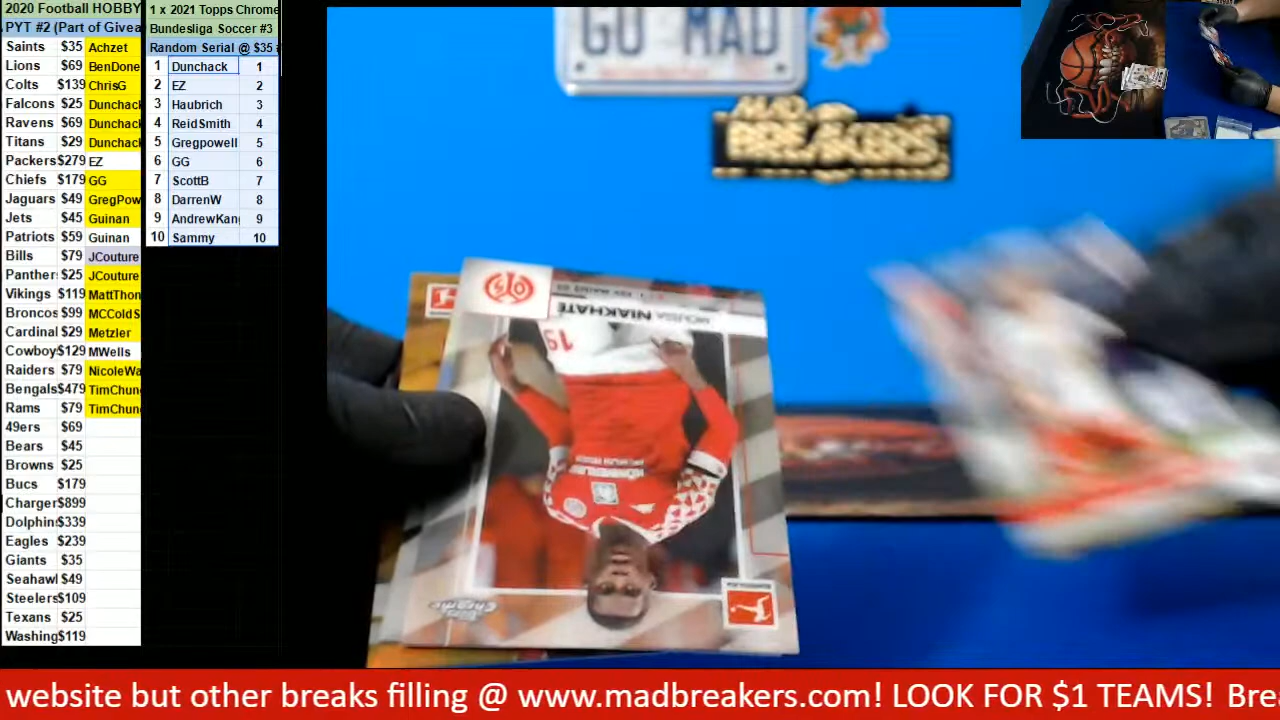 2020 Football HOBBY
PYT #2 (Part of Givea
Saints $35 Achzet
Lions $69 BenDone
Colts $139 ChrisG
Falcons $25 Dunchack
Ravens $69 Dunchack
Titans $29 Dunchack
Packers $279 EZ
Chiefs $179 GG
Jaguars $49 GregPow
Jets $45 Guinan
Patriots $59 Guinan
Bills $79 JCouture
Panther $25 JCouture
Vikings $119 MattThon
Broncos $99 MCColdS
Cardinal $29 Metzler
Cowboy $129 MWells
Raiders $79 NicoleWa
Bengals $479 TimChun
Rams $79 TimChun
49ers $69
Bears $45
Browns $25
Bucs $179
Charger $899
Dolphin $339
Eagles $239
Giants $35
Seahaw $49
Steelers $109
Texans $25
Washing $119
1 x 2021 Topps Chrome
Bundesliga Soccer #3
Random Serial @ $35
1 Dunchack 1
2 EZ 2
3 Haubrich 3
4 ReidSmith 4
5 Gregpowell 5
6 GG 6
7 ScottB 7
8 DarrenW 8
9 AndrewKan 9
10 Sammy 10
GO MAD
MAD
BREAKERS
MOUSSA NIAKHATE
19
Topps Chrome
website but other breaks filling @ www.madbreakers.com! LOOK FOR $1 TEAMS! Bre